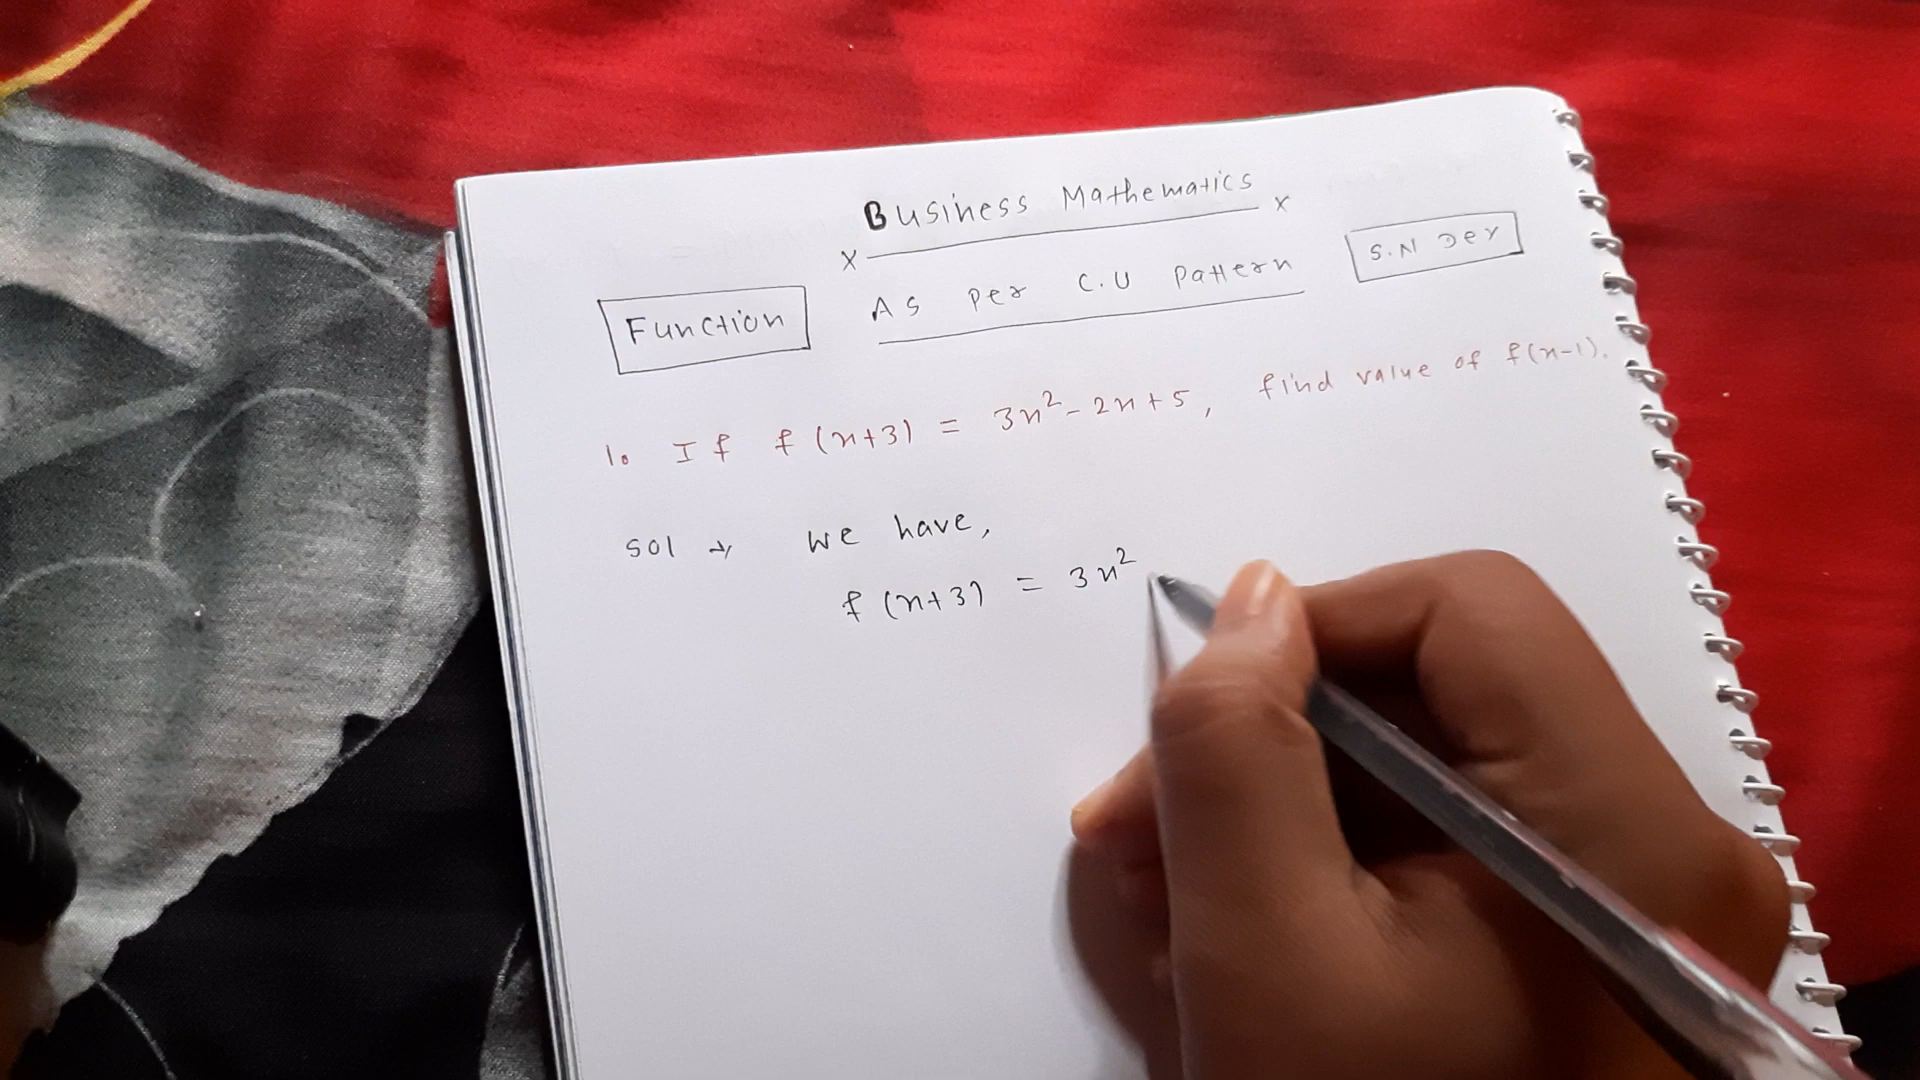 Business Mathematics
x x
As per C.U Pattern
S.N Dey
Function
1. If f(x+3) = 3x² - 2x + 5, find value of f(x-1).
Sol → We have,
f(x+3) = 3x²